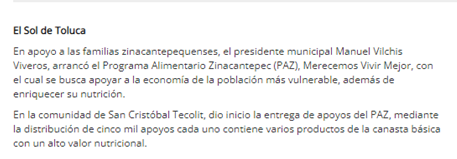 El Sol de Toluca
En apoyo a las familias zinacantepequenses, el presidente municipal Manuel Vilchis
Viveros, arrancó el Programa Alimentario Zinacantepec (PAZ), Merecemos Vivir Mejor, con
el cual se busca apoyar a la economía de la población más vulnerable, además de
enriquecer su nutrición.
En la comunidad de San Cristóbal Tecolit, dio inicio la entrega de apoyos del PAZ, mediante
la distribución de cinco mil apoyos cada uno contiene varios productos de la canasta básica
con un alto valor nutricional.